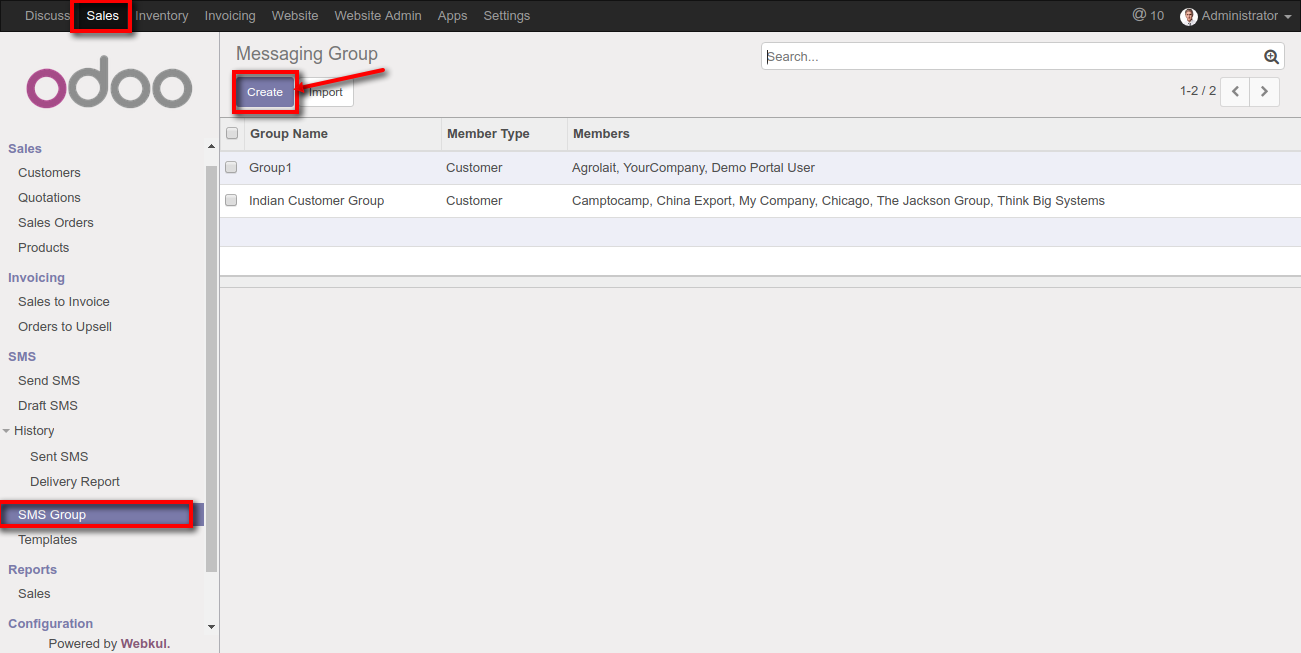 Discuss Sales Inventory Invoicing Website Website Admin Apps Settings @ 10 Administrator
odoo
Messaging Group
Search...
Create Import
1-2 / 2
Group Name Member Type Members
Group1 Customer Agrolait, YourCompany, Demo Portal User
Indian Customer Group Customer Camptocamp, China Export, My Company, Chicago, The Jackson Group, Think Big Systems
Sales
Customers
Quotations
Sales Orders
Products
Invoicing
Sales to Invoice
Orders to Upsell
SMS
Send SMS
Draft SMS
History
Sent SMS
Delivery Report
SMS Group
Templates
Reports
Sales
Configuration
Powered by Webkul.